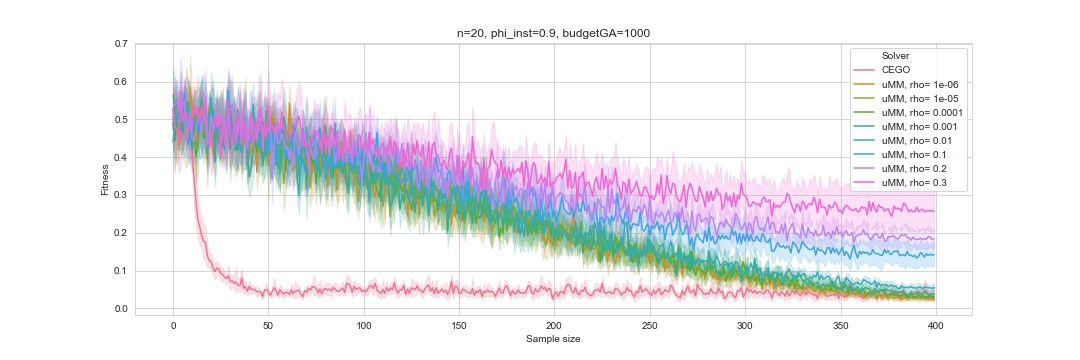 n=20, phi_inst=0.9, budgetGA=1000
0.7
0.6
0.5
0.4
0.3
0.2
0.1
0.0
Fitness
0 50 100 150 200 250 300 350 400
Sample size
Solver
CEGO
uMM, rho= 1e-06
uMM, rho= 1e-05
uMM, rho= 0.0001
uMM, rho= 0.001
uMM, rho= 0.01
uMM, rho= 0.1
uMM, rho= 0.2
uMM, rho= 0.3